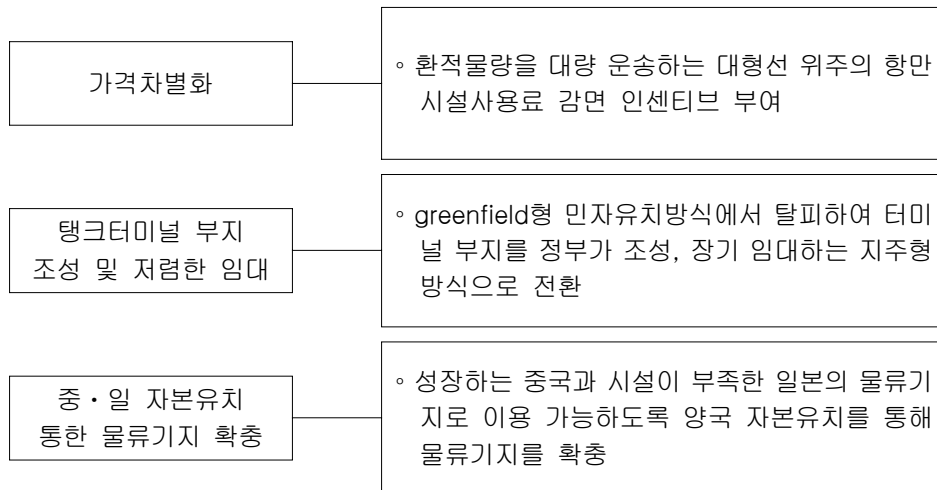 가격차별화
◦ 환적물량을 대량 운송하는 대형선 위주의 항만
시설사용료 감면 인센티브 부여
탱크터미널 부지
조성 및 저렴한 임대
◦ greenfield형 민자유치방식에서 탈피하여 터미
널 부지를 정부가 조성, 장기 임대하는 지주형
방식으로 전환
중・일 자본유치
통한 물류기지 확충
◦ 성장하는 중국과 시설이 부족한 일본의 물류기
지로 이용 가능하도록 양국 자본유치를 통해
물류기지를 확충